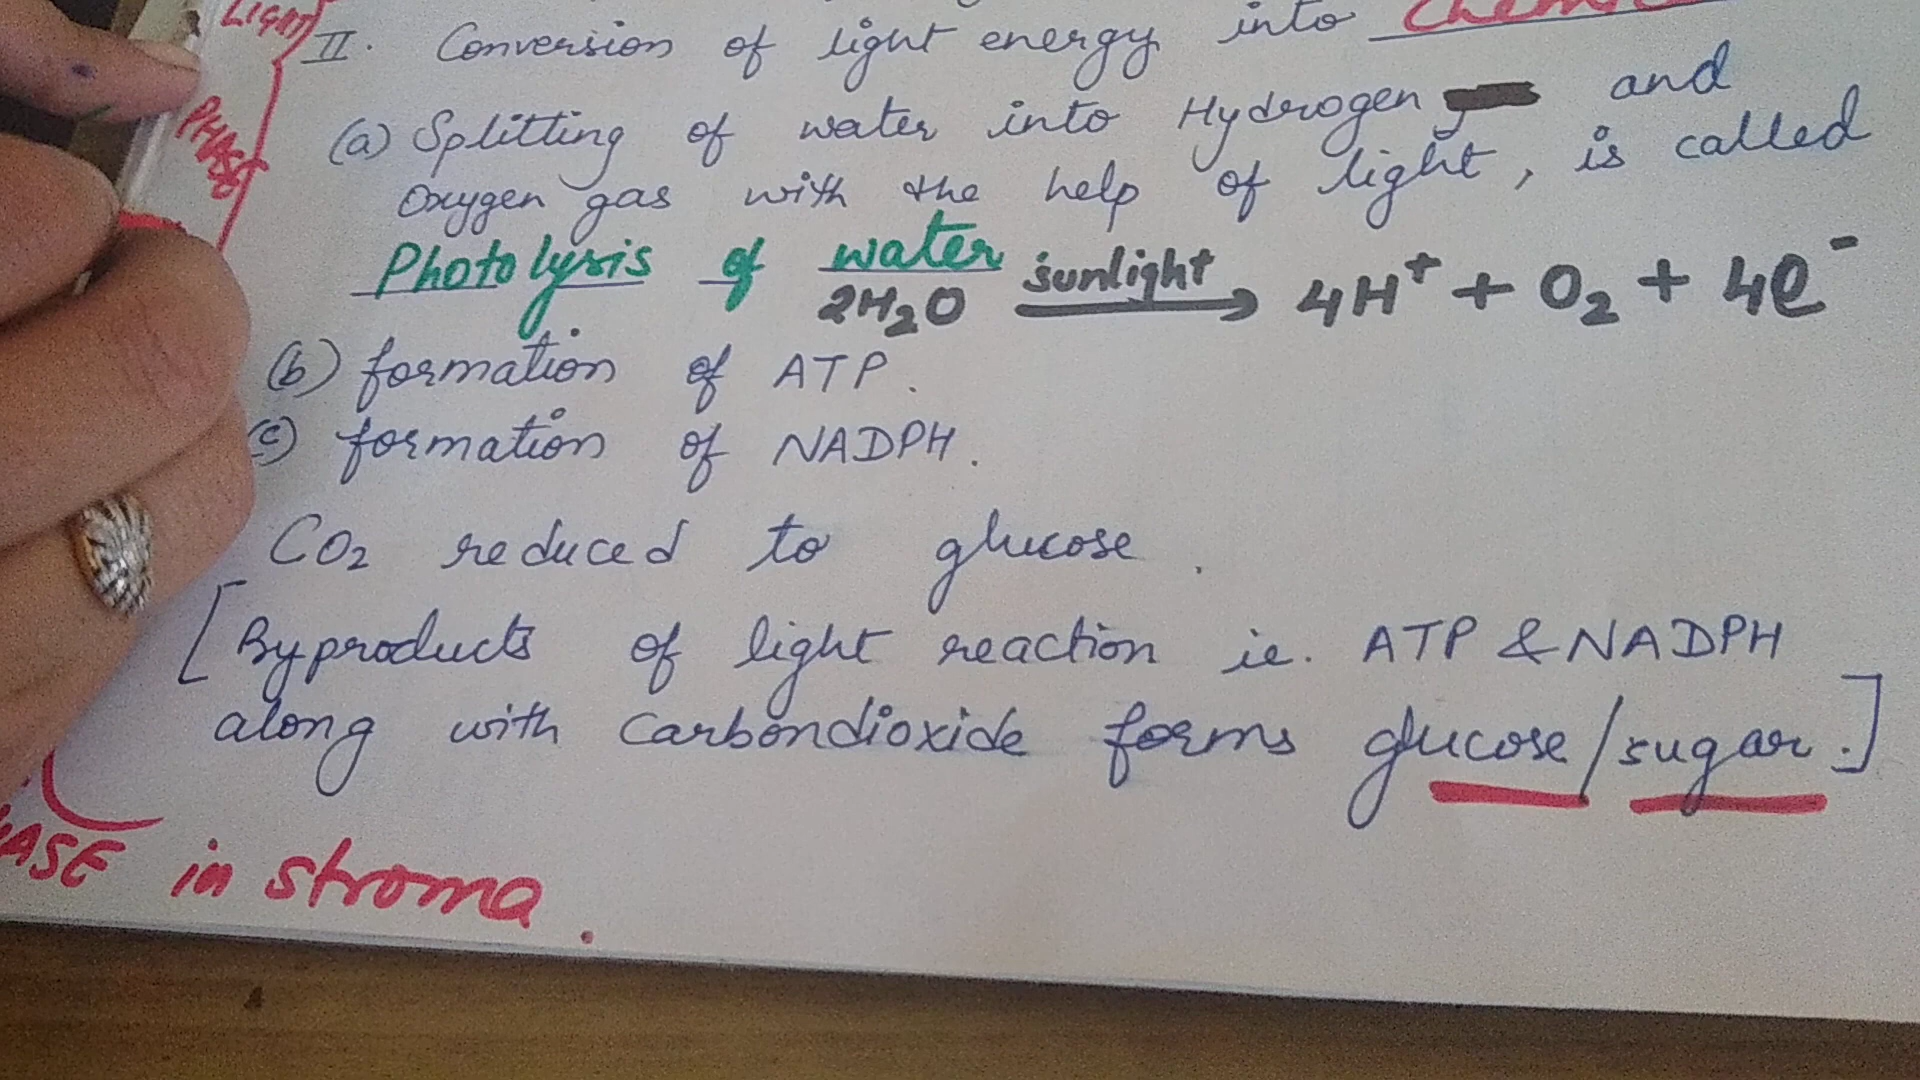 LIGHT
PHASE
II. Conversion of light energy into
(a) Splitting of water into Hydrogen and
Oxygen gas with the help of light, is called
Photolysis of water
2H₂O sunlight → 4H⁺ + O₂ + 4e⁻
(b) formation of ATP.
(c) formation of NADPH.
CO₂ reduced to glucose.
[Byproducts of light reaction ie. ATP & NADPH
along with Carbondioxide forms glucose/sugar.]
in stroma.